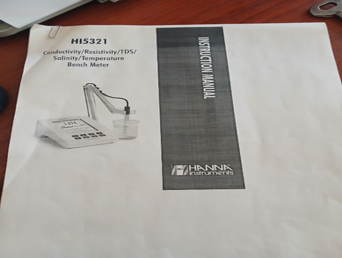 HI5321
Conductivity/Resistivity/TDS/
Salinity/Temperature
Bench Meter
INSTRUCTION MANUAL
HANNA
instruments